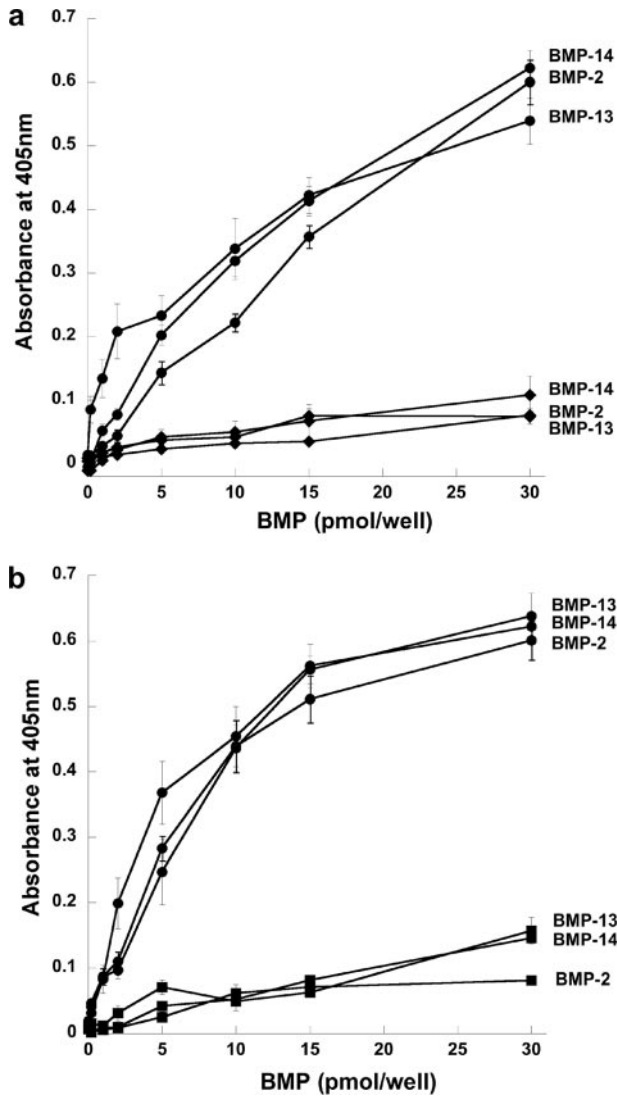 a
0.7
0.6
0.5
0.4
0.3
0.2
0.1
0
Absorbance at 405nm
BMP-14
BMP-2
BMP-13
BMP-14
BMP-2
BMP-13
0 5 10 15 20 25 30
BMP (pmol/well)
b
0.7
0.6
0.5
0.4
0.3
0.2
0.1
0
Absorbance at 405nm
BMP-13
BMP-14
BMP-2
BMP-13
BMP-14
BMP-2
0 5 10 15 20 25 30
BMP (pmol/well)